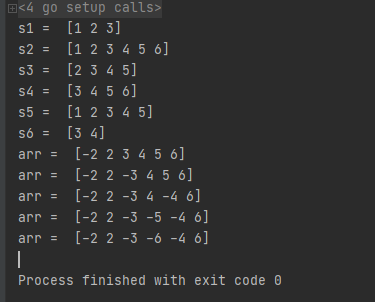 <4 go setup calls>
s1 =  [1 2 3]
s2 =  [1 2 3 4 5 6]
s3 =  [2 3 4 5]
s4 =  [3 4 5 6]
s5 =  [1 2 3 4 5]
s6 =  [3 4]
arr =  [-2 2 3 4 5 6]
arr =  [-2 2 -3 4 5 6]
arr =  [-2 2 -3 4 -4 6]
arr =  [-2 2 -3 -5 -4 6]
arr =  [-2 2 -3 -6 -4 6]
Process finished with exit code 0